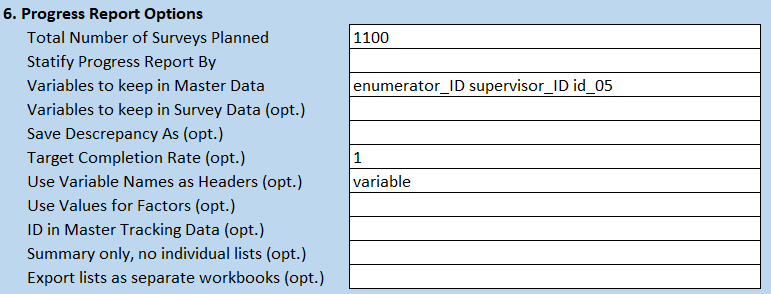 6. Progress Report Options
Total Number of Surveys Planned 1100
Statify Progress Report By
Variables to keep in Master Data enumerator_ID supervisor_ID id_05
Variables to keep in Survey Data (opt.)
Save Descrepancy As (opt.)
Target Completion Rate (opt.) 1
Use Variable Names as Headers (opt.) variable
Use Values for Factors (opt.)
ID in Master Tracking Data (opt.)
Summary only, no individual lists (opt.)
Export lists as separate workbooks (opt.)